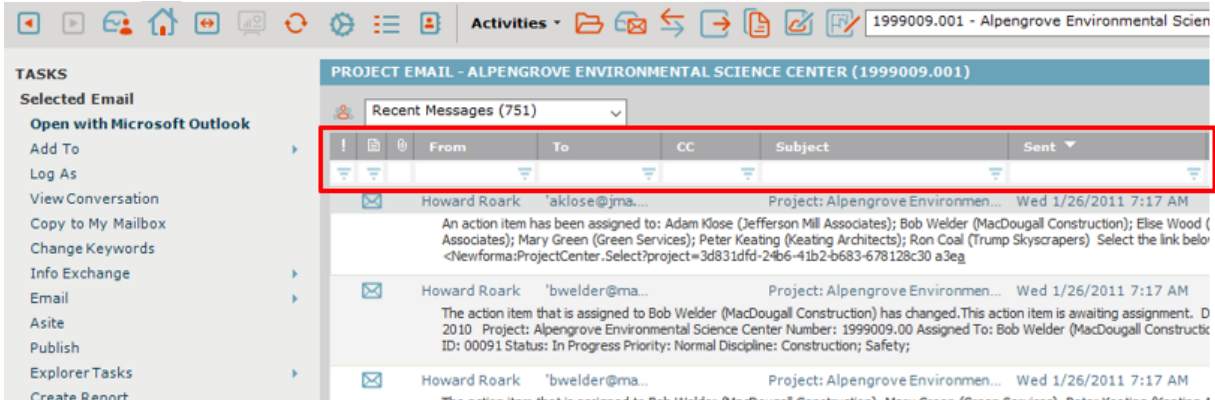 Activities
1999009.001 - Alpengrove Environmental Scien
TASKS
Selected Email
Open with Microsoft Outlook
Add To
Log As
View Conversation
Copy to My Mailbox
Change Keywords
Info Exchange
Email
Asite
Publish
Explorer Tasks
Create Report
PROJECT EMAIL - ALPENGROVE ENVIRONMENTAL SCIENCE CENTER (1999009.001)
Recent Messages (751)
! From To CC Subject Sent
Howard Roark 'aklose@jma.... Project: Alpengrove Environmen... Wed 1/26/2011 7:17 AM
An action item has been assigned to: Adam Klose (Jefferson Mill Associates); Bob Welder (MacDougall Construction); Elise Wood (
Associates); Mary Green (Green Services); Peter Keating (Keating Architects); Ron Coal (Trump Skyscrapers) Select the link belov
<Newforma:ProjectCenter.Select?project=3d831dfd-24b6-41b2-b683-678128c30 a3ea
Howard Roark 'bwelder@ma... Project: Alpengrove Environmen... Wed 1/26/2011 7:17 AM
The action item that is assigned to Bob Welder (MacDougall Construction) has changed.This action item is awaiting assignment. D
2010 Project: Alpengrove Environmental Science Center Number: 1999009.00 Assigned To: Bob Welder (MacDougall Constructic
ID: 00091 Status: In Progress Priority: Normal Discipline: Construction; Safety;
Howard Roark 'bwelder@ma... Project: Alpengrove Environmen... Wed 1/26/2011 7:17 AM